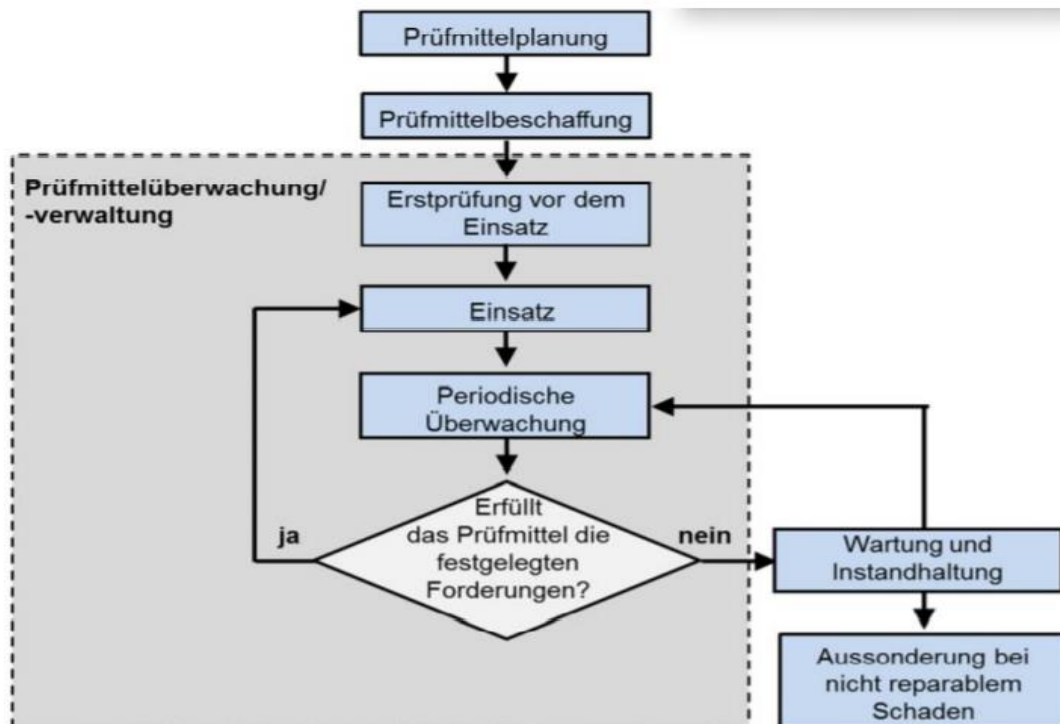 Prüfmittelplanung
Prüfmittelbeschaffung
Prüfmittelüberwachung/
-verwaltung
Erstprüfung vor dem
Einsatz
Einsatz
Periodische
Überwachung
Erfüllt
das Prüfmittel die
festgelegten
Forderungen?
ja
nein
Wartung und
Instandhaltung
Aussonderung bei
nicht reparablem
Schaden